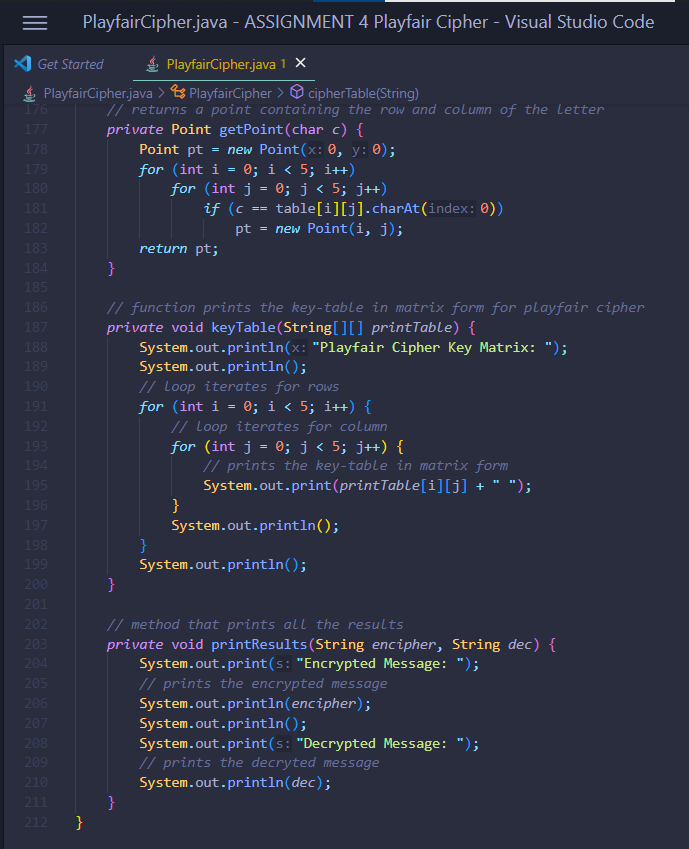 PlayfairCipher.java - ASSIGNMENT 4 Playfair Cipher - Visual Studio Code
Get Started PlayfairCipher.java 1 ×
PlayfairCipher.java > PlayfairCipher > cipherTable(String)
176 // returns a point containing the row and column of the letter
177 private Point getPoint(char c) {
178 Point pt = new Point(x: 0, y: 0);
179 for (int i = 0; i < 5; i++)
180 for (int j = 0; j < 5; j++)
181 if (c == table[i][j].charAt(index: 0))
182 pt = new Point(i, j);
183 return pt;
184 }
185
186 // function prints the key-table in matrix form for playfair cipher
187 private void keyTable(String[][] printTable) {
188 System.out.println(x: "Playfair Cipher Key Matrix: ");
189 System.out.println();
190 // loop iterates for rows
191 for (int i = 0; i < 5; i++) {
192 // loop iterates for column
193 for (int j = 0; j < 5; j++) {
194 // prints the key-table in matrix form
195 System.out.print(printTable[i][j] + " ");
196 }
197 System.out.println();
198 }
199 System.out.println();
200 }
201
202 // method that prints all the results
203 private void printResults(String encipher, String dec) {
204 System.out.print(s: "Encrypted Message: ");
205 // prints the encrypted message
206 System.out.println(encipher);
207 System.out.println();
208 System.out.print(s: "Decrypted Message: ");
209 // prints the decryted message
210 System.out.println(dec);
211 }
212 }